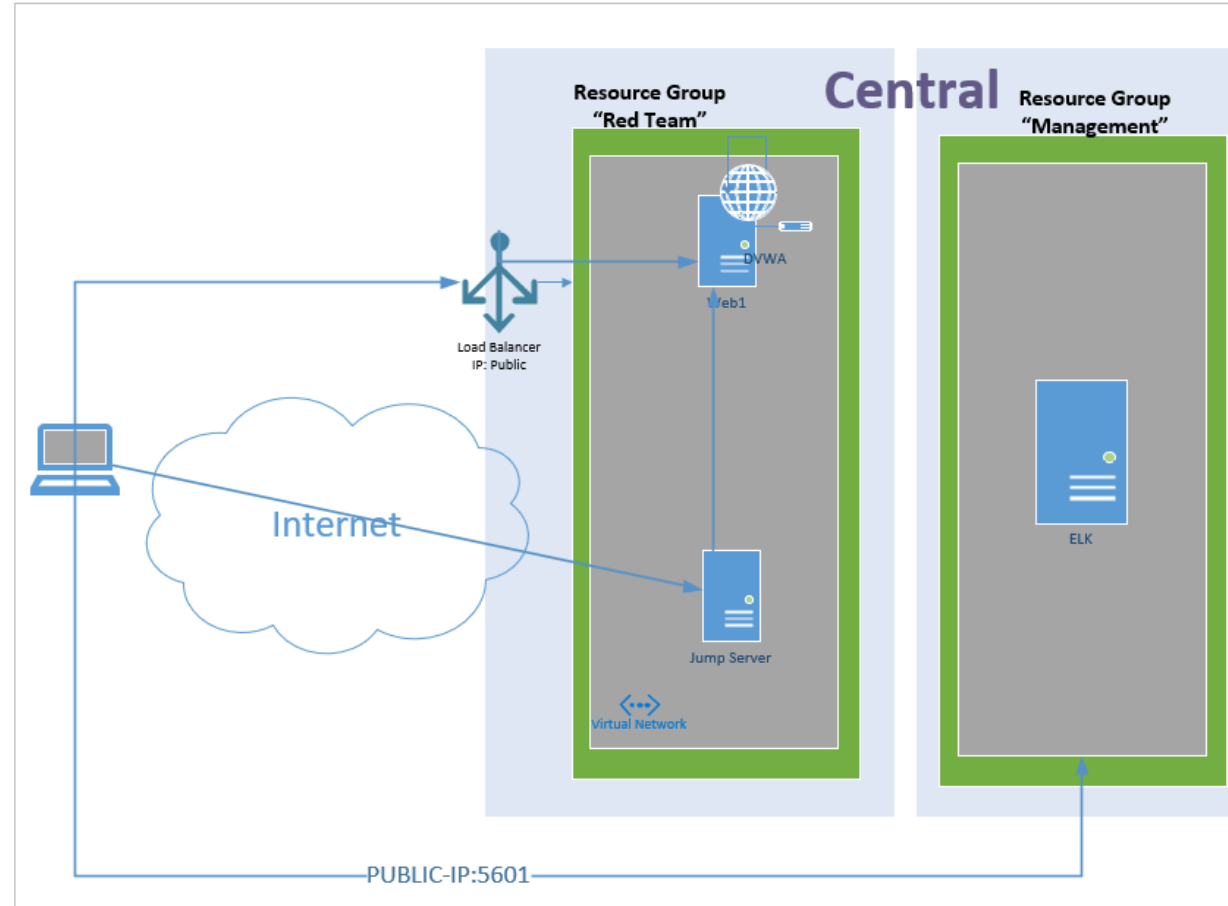 Central
Resource Group
“Red Team”
Resource Group
“Management”
DVWA
Web1
Load Balancer
IP: Public
Internet
ELK
Jump Server
Virtual Network
PUBLIC-IP:5601